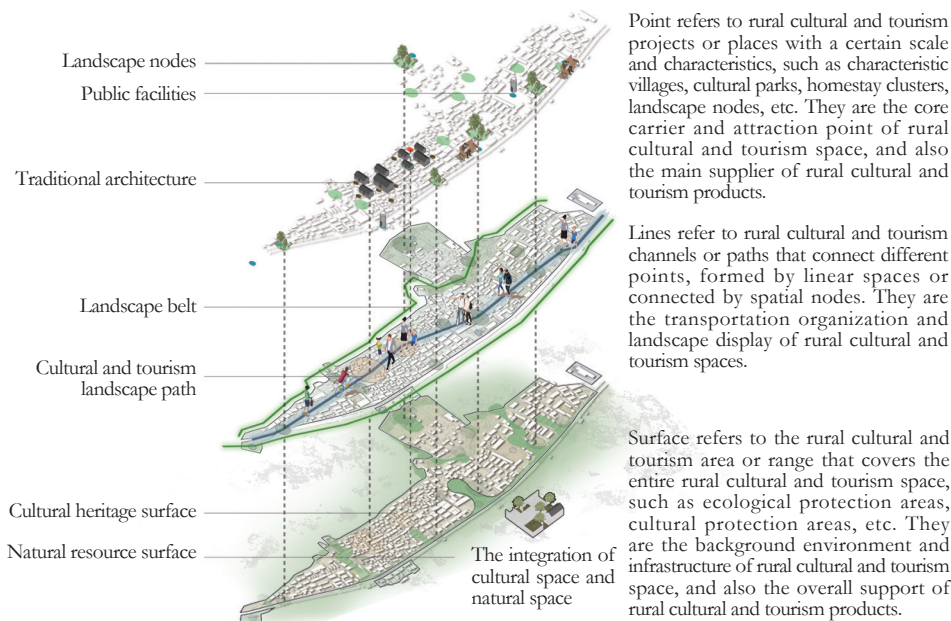 Landscape nodes
Public facilities
Traditional architecture
Landscape belt
Cultural and tourism
landscape path
Cultural heritage surface
Natural resource surface
The integration of
cultural space and
natural space
Point refers to rural cultural and tourism
projects or places with a certain scale
and characteristics, such as characteristic
villages, cultural parks, homestay clusters,
landscape nodes, etc. They are the core
carrier and attraction point of rural
cultural and tourism space, and also
the main supplier of rural cultural and
tourism products.
Lines refer to rural cultural and tourism
channels or paths that connect different
points, formed by linear spaces or
connected by spatial nodes. They are
the transportation organization and
landscape display of rural cultural and
tourism spaces.
Surface refers to the rural cultural and
tourism area or range that covers the
entire rural cultural and tourism space,
such as ecological protection areas,
cultural protection areas, etc. They
are the background environment and
infrastructure of rural cultural and tourism
space, and also the overall support of
rural cultural and tourism products.